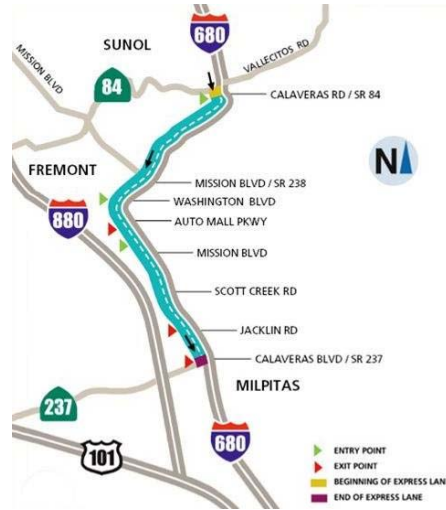 SUNOL
680
MISSION BLVD
VALLECITOS RD
84
CALAVERAS RD / SR 84
N
FREMONT
MISSION BLVD / SR 238
WASHINGTON BLVD
880
AUTO MALL PKWY
MISSION BLVD
SCOTT CREEK RD
JACKLIN RD
CALAVERAS BLVD / SR 237
MILPITAS
237
680
101
ENTRY POINT
EXIT POINT
BEGINNING OF EXPRESS LAN
END OF EXPRESS LANE